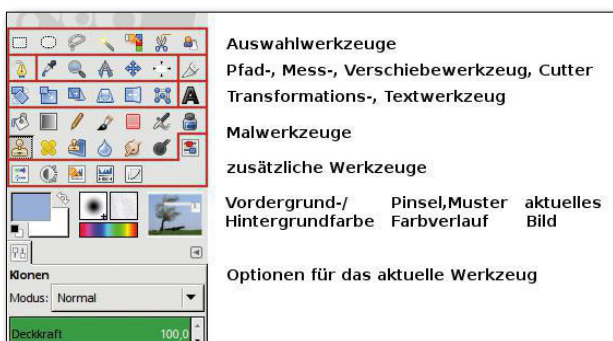 Auswahlwerkzeuge
Pfad-, Mess-, Verschiebewerkzeug, Cutter
Transformations-, Textwerkzeug
Malwerkzeuge
zusätzliche Werkzeuge
Vordergrund-/ Pinsel,Muster aktuelles
Hintergrundfarbe Farbverlauf Bild
Optionen für das aktuelle Werkzeug
Klonen
Modus: Normal
Deckkraft 100,0